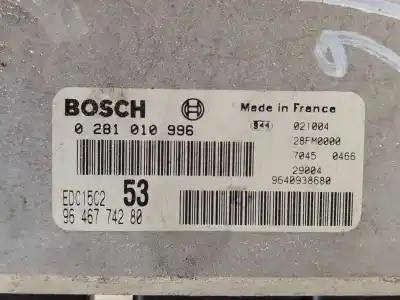 BOSCH
Made in France
0 281 010 996
021004
28FM0000
7045 0466
29004
9640938680
EDC15C2 53
96 467 742 80